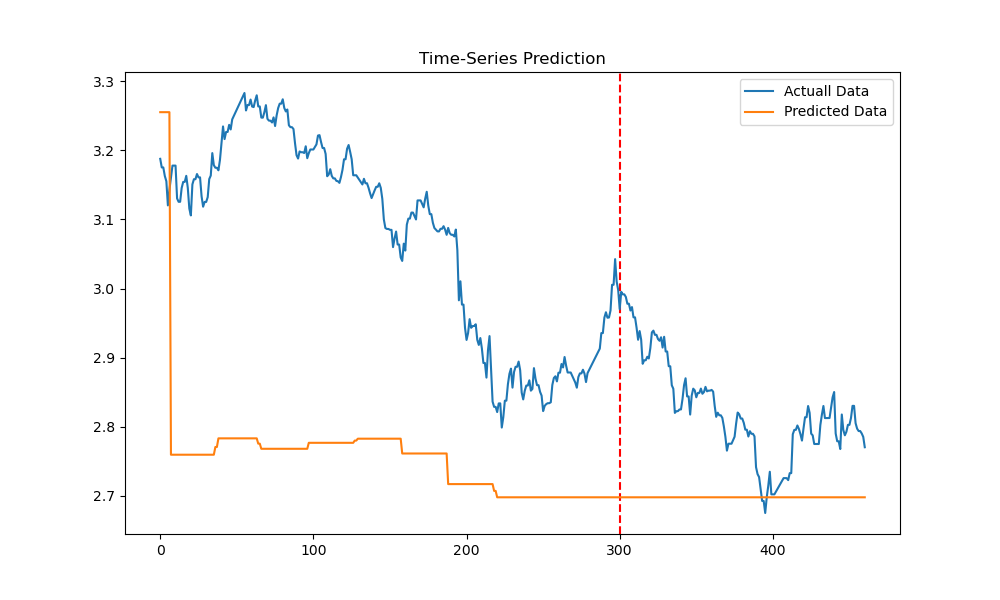 Time-Series Prediction
Actuall Data
Predicted Data
3.3
3.2
3.1
3.0
2.9
2.8
2.7
0 100 200 300 400